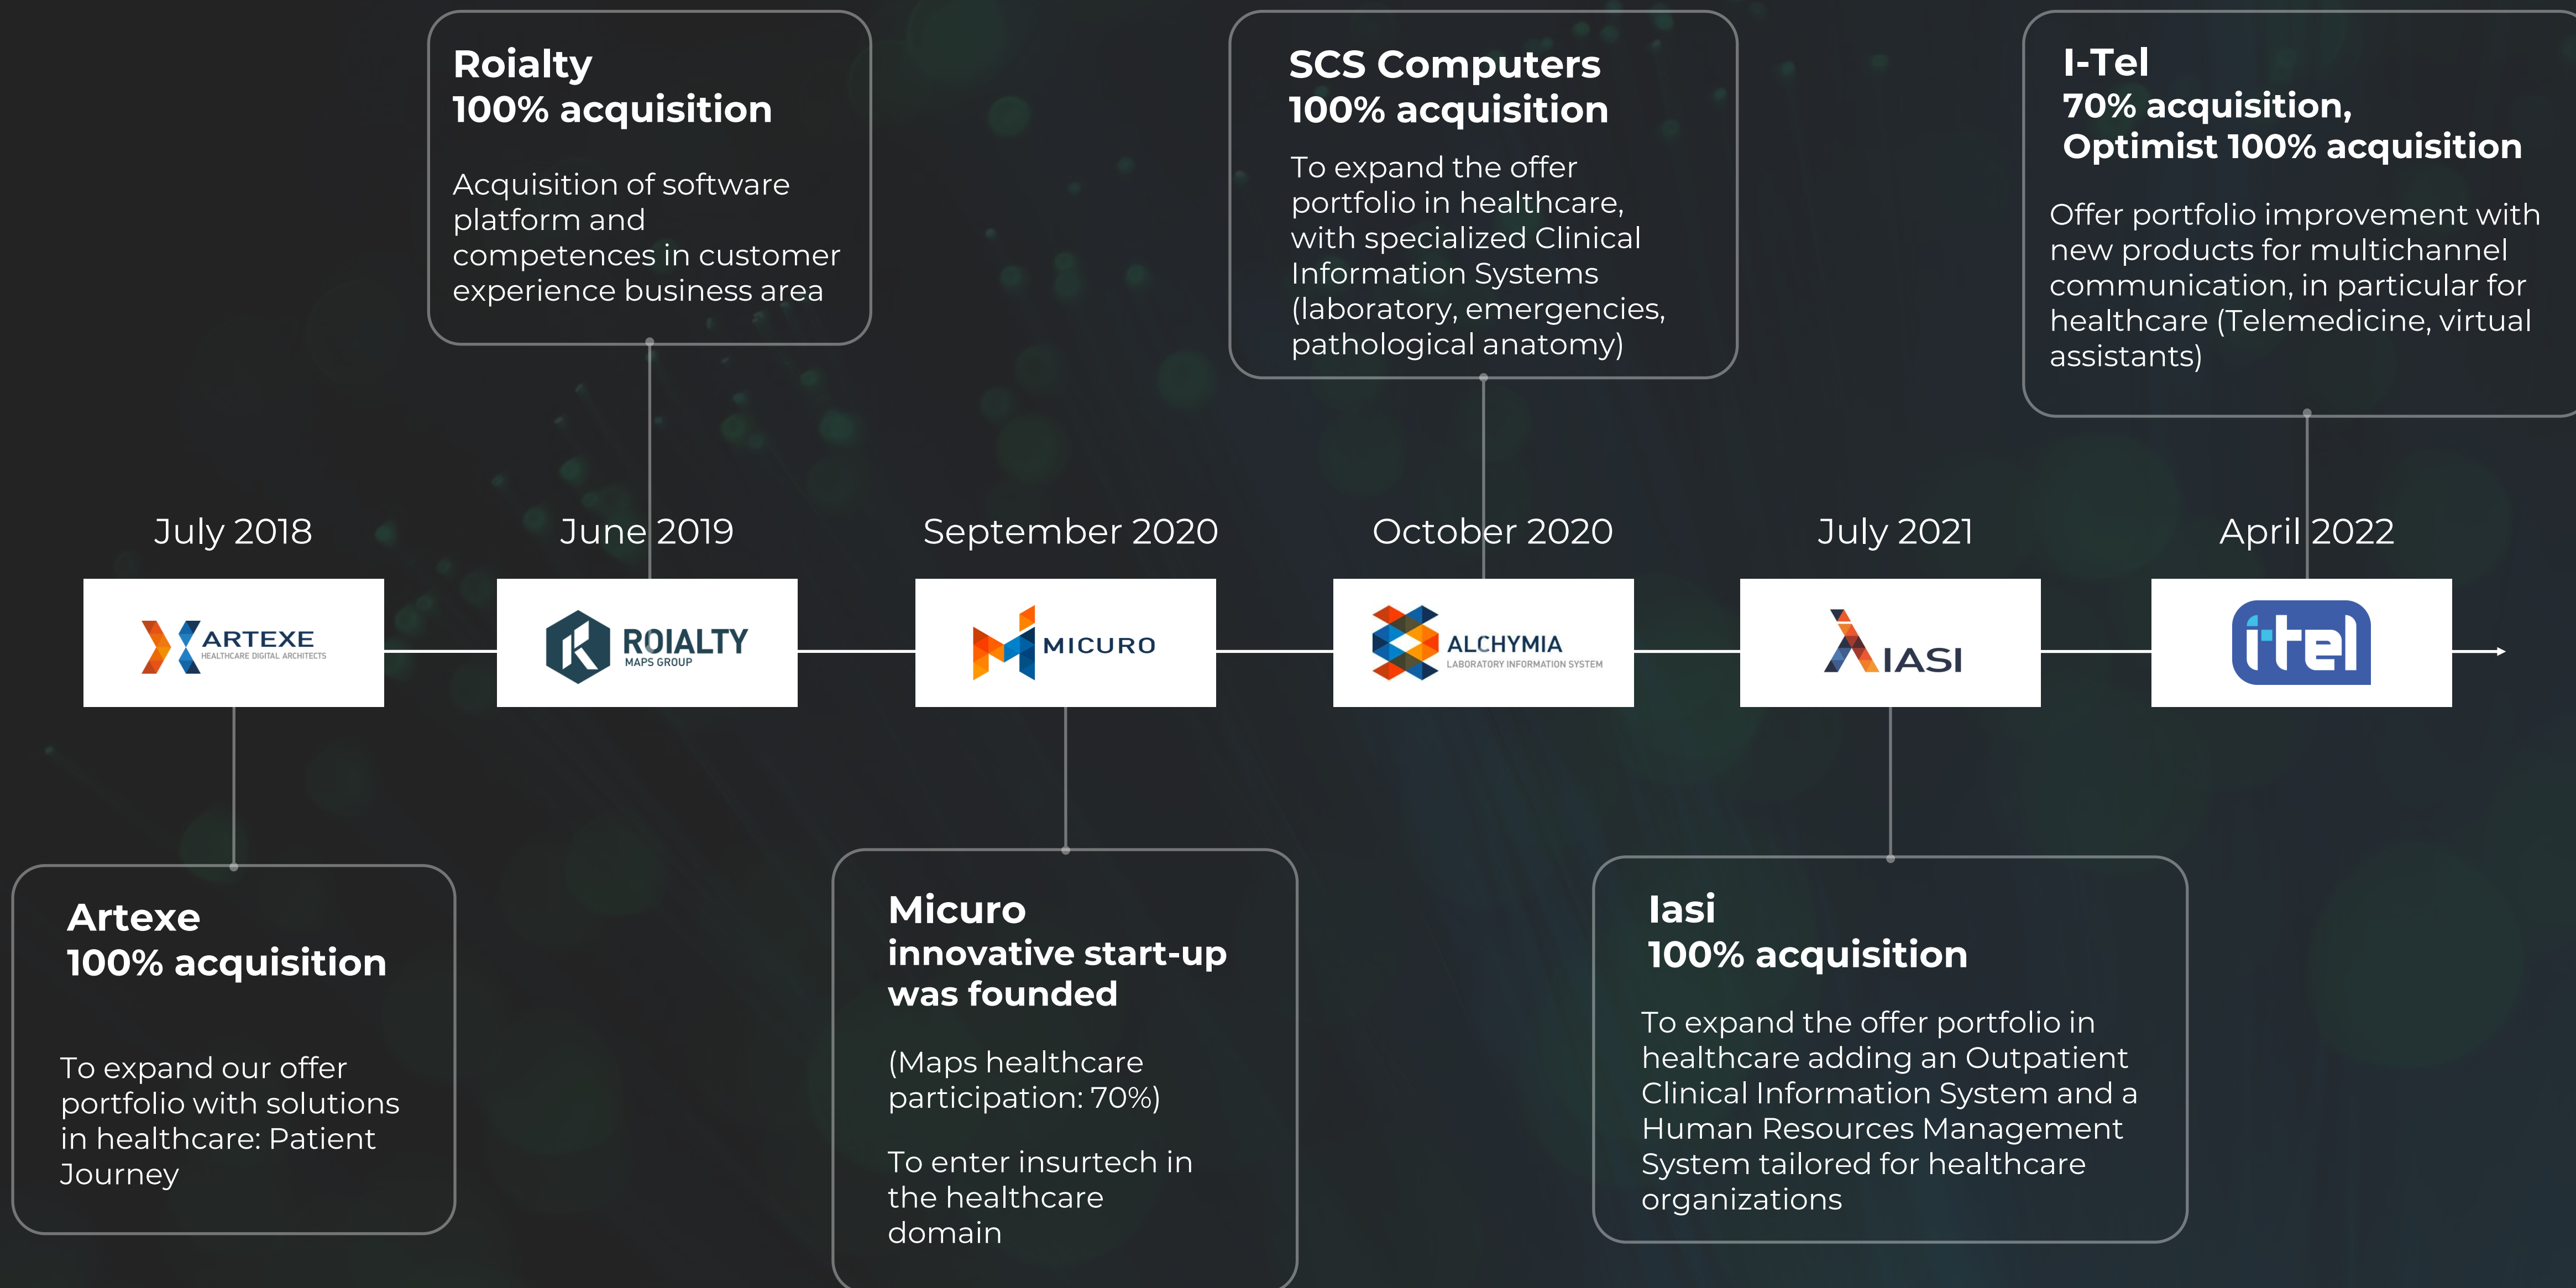 Roialty
100% acquisition
Acquisition of software
platform and
competences in customer
experience business area
SCS Computers
100% acquisition
To expand the offer
portfolio in healthcare,
with specialized Clinical
Information Systems
(laboratory, emergencies,
pathological anatomy)
I-Tel
70% acquisition,
Optimist 100% acquisition
Offer portfolio improvement with
new products for multichannel
communication, in particular for
healthcare (Telemedicine, virtual
assistants)
July 2018
June 2019
September 2020
October 2020
July 2021
April 2022
ARTEXE
HEALTHCARE DIGITAL ARCHITECTS
ROIALTY
MAPS GROUP
MICURO
ALCHYMIA
LABORATORY INFORMATION SYSTEM
IASI
i-tel
Artexe
100% acquisition
To expand our offer
portfolio with solutions
in healthcare: Patient
Journey
Micuro
innovative start-up
was founded
(Maps healthcare
participation: 70%)
To enter insurtech in
the healthcare
domain
Iasi
100% acquisition
To expand the offer portfolio in
healthcare adding an Outpatient
Clinical Information System and a
Human Resources Management
System tailored for healthcare
organizations